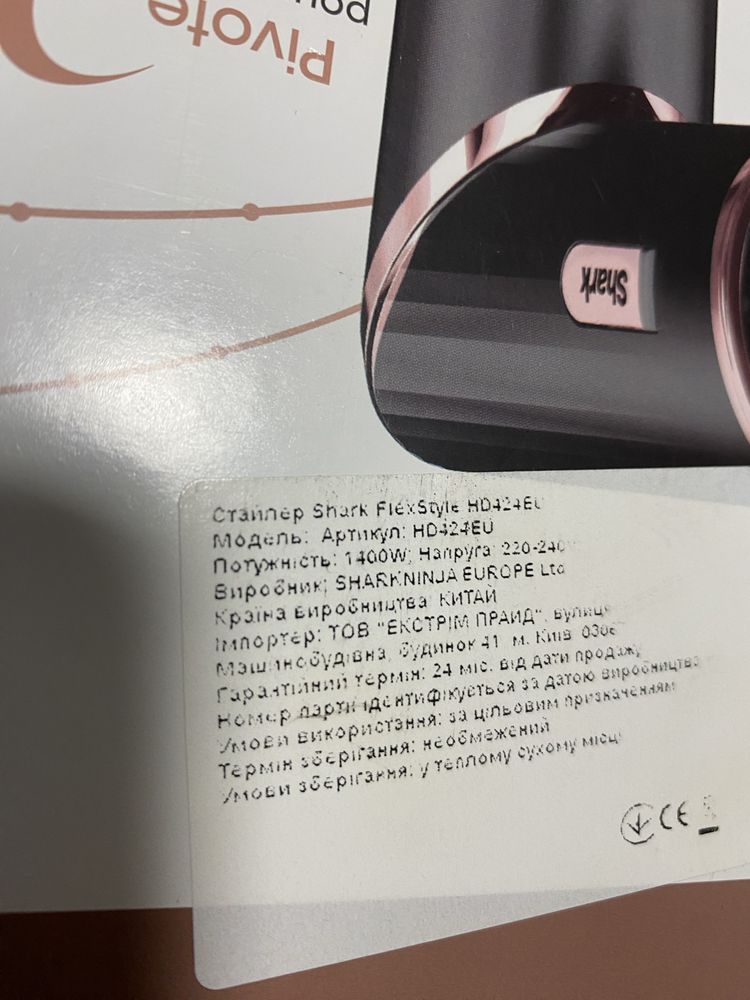 Pivote
pou
Shark
Стайлер Shark FlexStyle HD424EU
Модель: Артикул: HD424EU
Потужність: 1400W; Напруга: 220-240
Виробник: SHARKNINJA EUROPE Ltd
Країна виробництва: КИТАЙ
Імпортер: ТОВ "ЕКСТРІМ ПРАЙД", вулиця
Машинобудівна, будинок 41, м. Київ,
Гарантійний термін: 24 міс. від дати продажу
Номер партії ідентифікується за датою виробництва
Умови використання: за цільовим призначенням
Термін зберігання: необмежений
Умови зберігання: у теплому сухому місці
CE